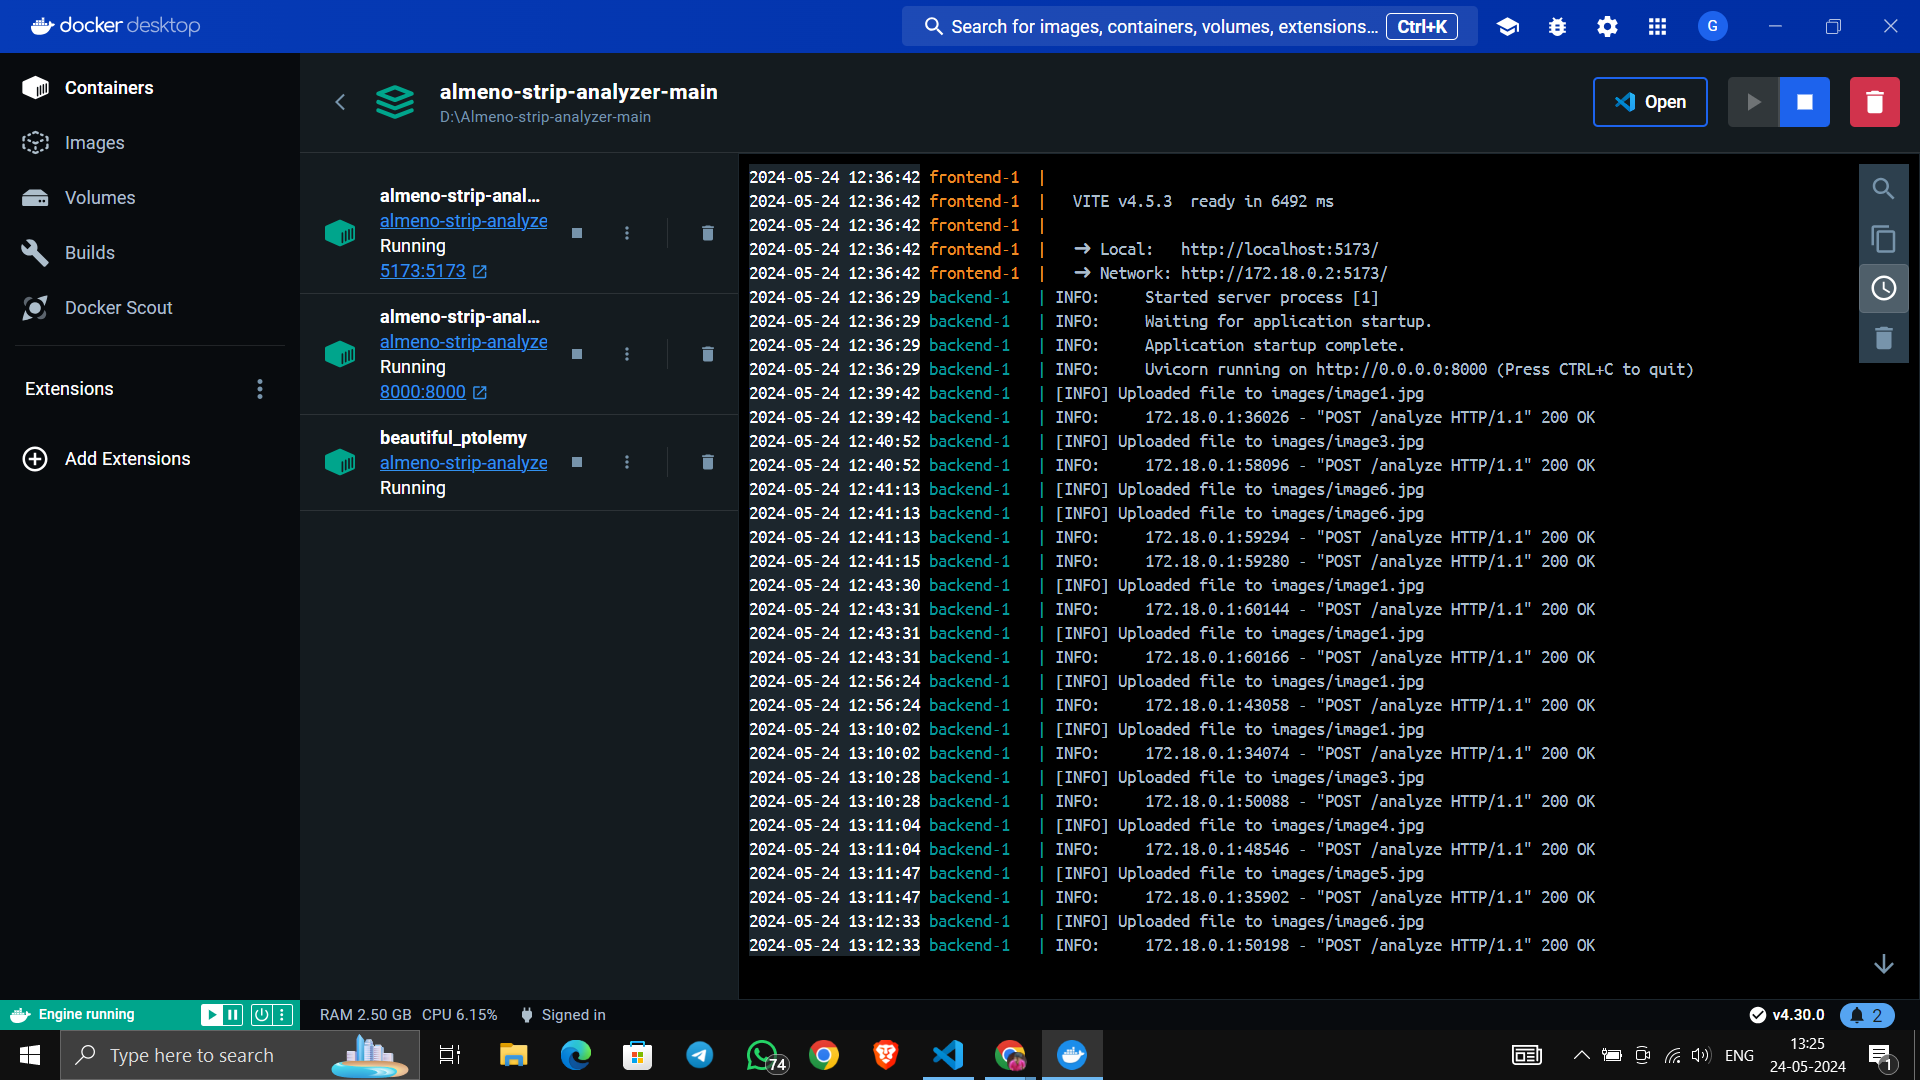 docker desktop
Search for images, containers, volumes, extensions... Ctrl+K
G
Containers
Images
Volumes
Builds
Docker Scout
Extensions
Add Extensions
almeno-strip-analyzer-main
D:\Almeno-strip-analyzer-main
Open
almeno-strip-anal...
almeno-strip-analyze
Running
5173:5173
almeno-strip-anal...
almeno-strip-analyze
Running
8000:8000
beautiful_ptolemy
almeno-strip-analyze
Running
2024-05-24 12:36:42 frontend-1 |
2024-05-24 12:36:42 frontend-1 | VITE v4.5.3 ready in 6492 ms
2024-05-24 12:36:42 frontend-1 |
2024-05-24 12:36:42 frontend-1 | ➜ Local: http://localhost:5173/
2024-05-24 12:36:42 frontend-1 | ➜ Network: http://172.18.0.2:5173/
2024-05-24 12:36:29 backend-1 | INFO: Started server process [1]
2024-05-24 12:36:29 backend-1 | INFO: Waiting for application startup.
2024-05-24 12:36:29 backend-1 | INFO: Application startup complete.
2024-05-24 12:36:29 backend-1 | INFO: Uvicorn running on http://0.0.0.0:8000 (Press CTRL+C to quit)
2024-05-24 12:39:42 backend-1 | [INFO] Uploaded file to images/image1.jpg
2024-05-24 12:39:42 backend-1 | INFO: 172.18.0.1:36026 - "POST /analyze HTTP/1.1" 200 OK
2024-05-24 12:40:52 backend-1 | [INFO] Uploaded file to images/image3.jpg
2024-05-24 12:40:52 backend-1 | INFO: 172.18.0.1:58096 - "POST /analyze HTTP/1.1" 200 OK
2024-05-24 12:41:13 backend-1 | [INFO] Uploaded file to images/image6.jpg
2024-05-24 12:41:13 backend-1 | [INFO] Uploaded file to images/image6.jpg
2024-05-24 12:41:13 backend-1 | INFO: 172.18.0.1:59294 - "POST /analyze HTTP/1.1" 200 OK
2024-05-24 12:41:15 backend-1 | INFO: 172.18.0.1:59280 - "POST /analyze HTTP/1.1" 200 OK
2024-05-24 12:43:30 backend-1 | [INFO] Uploaded file to images/image1.jpg
2024-05-24 12:43:31 backend-1 | INFO: 172.18.0.1:60144 - "POST /analyze HTTP/1.1" 200 OK
2024-05-24 12:43:31 backend-1 | [INFO] Uploaded file to images/image1.jpg
2024-05-24 12:43:31 backend-1 | INFO: 172.18.0.1:60166 - "POST /analyze HTTP/1.1" 200 OK
2024-05-24 12:56:24 backend-1 | [INFO] Uploaded file to images/image1.jpg
2024-05-24 12:56:24 backend-1 | INFO: 172.18.0.1:43058 - "POST /analyze HTTP/1.1" 200 OK
2024-05-24 13:10:02 backend-1 | [INFO] Uploaded file to images/image1.jpg
2024-05-24 13:10:02 backend-1 | INFO: 172.18.0.1:34074 - "POST /analyze HTTP/1.1" 200 OK
2024-05-24 13:10:28 backend-1 | [INFO] Uploaded file to images/image3.jpg
2024-05-24 13:10:28 backend-1 | INFO: 172.18.0.1:50088 - "POST /analyze HTTP/1.1" 200 OK
2024-05-24 13:11:04 backend-1 | [INFO] Uploaded file to images/image4.jpg
2024-05-24 13:11:04 backend-1 | INFO: 172.18.0.1:48546 - "POST /analyze HTTP/1.1" 200 OK
2024-05-24 13:11:47 backend-1 | [INFO] Uploaded file to images/image5.jpg
2024-05-24 13:11:47 backend-1 | INFO: 172.18.0.1:35902 - "POST /analyze HTTP/1.1" 200 OK
2024-05-24 13:12:33 backend-1 | [INFO] Uploaded file to images/image6.jpg
2024-05-24 13:12:33 backend-1 | INFO: 172.18.0.1:50198 - "POST /analyze HTTP/1.1" 200 OK
Engine running
RAM 2.50 GB CPU 6.15% Signed in
v4.30.0
2
Type here to search
74
ENG
13:25
24-05-2024
1